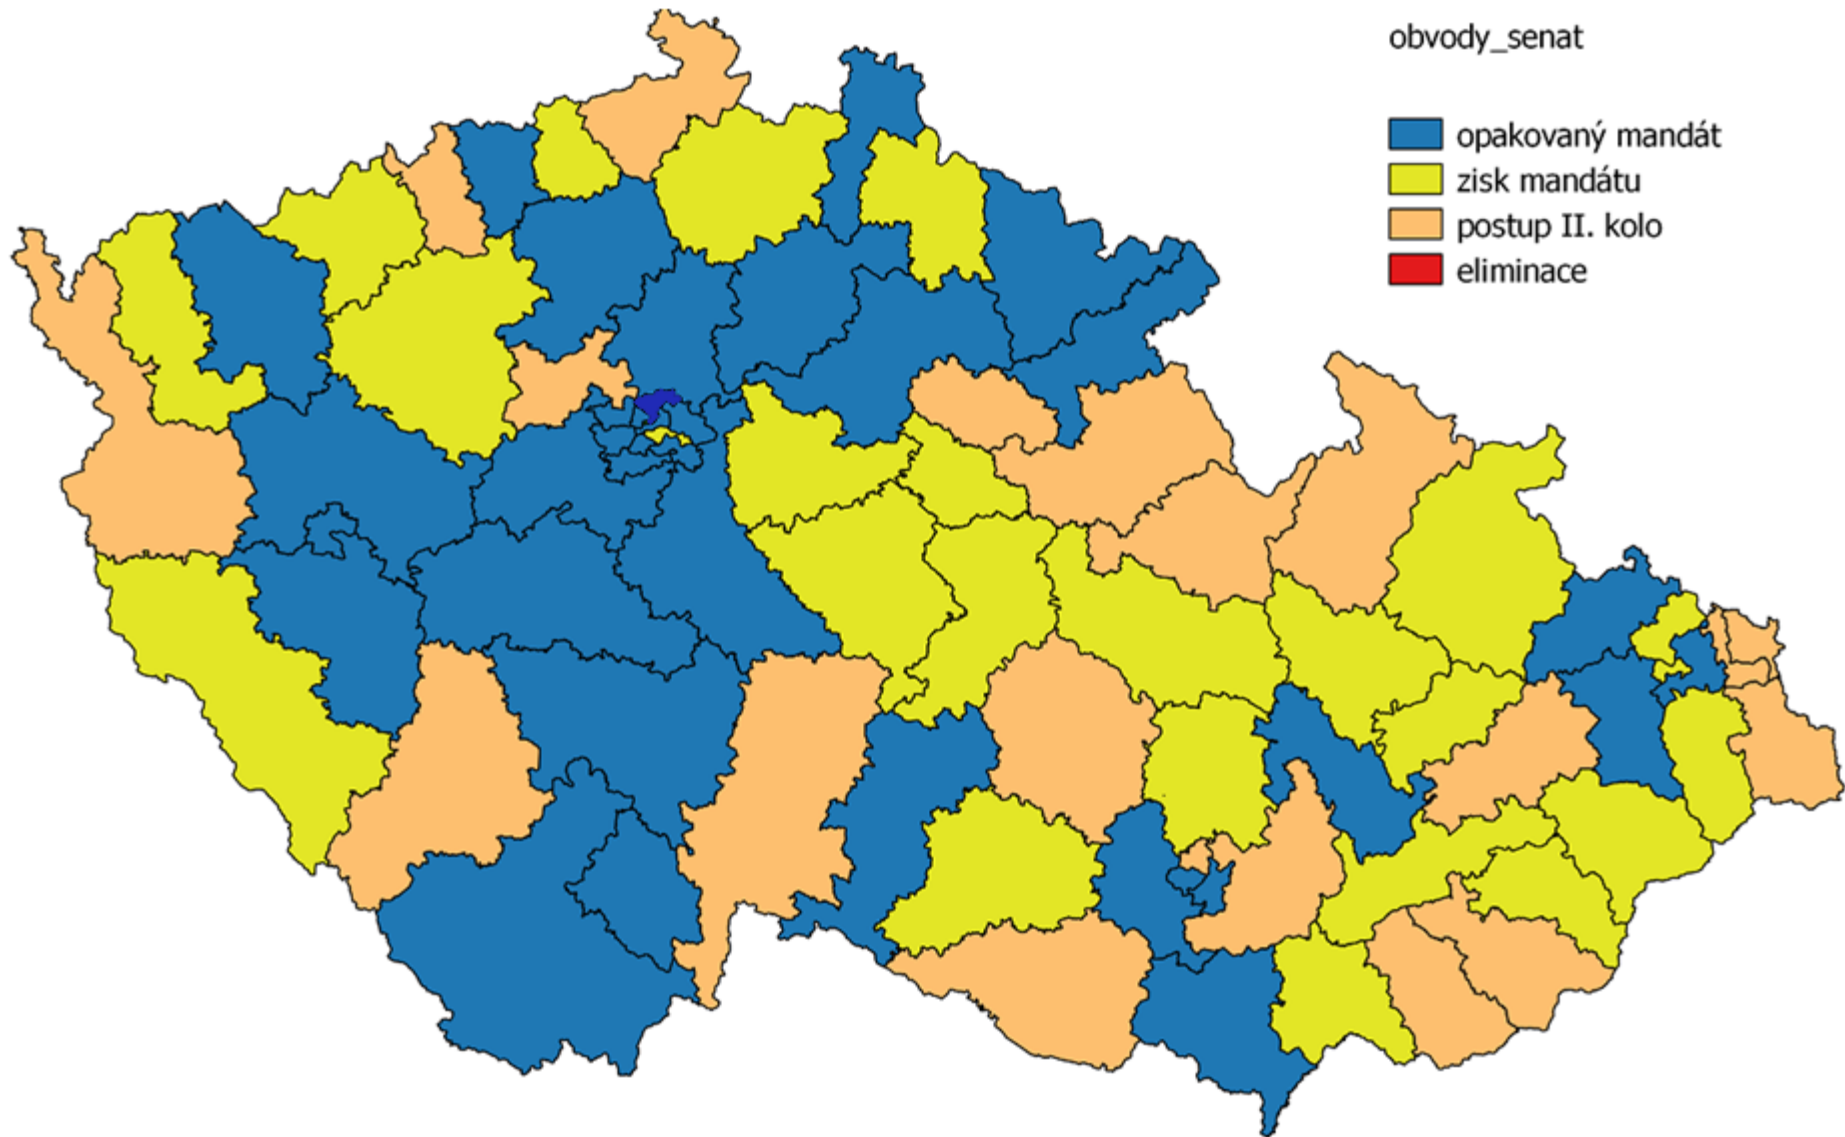 obvody_senat
opakovaný mandát
zisk mandátu
postup II. kolo
eliminace